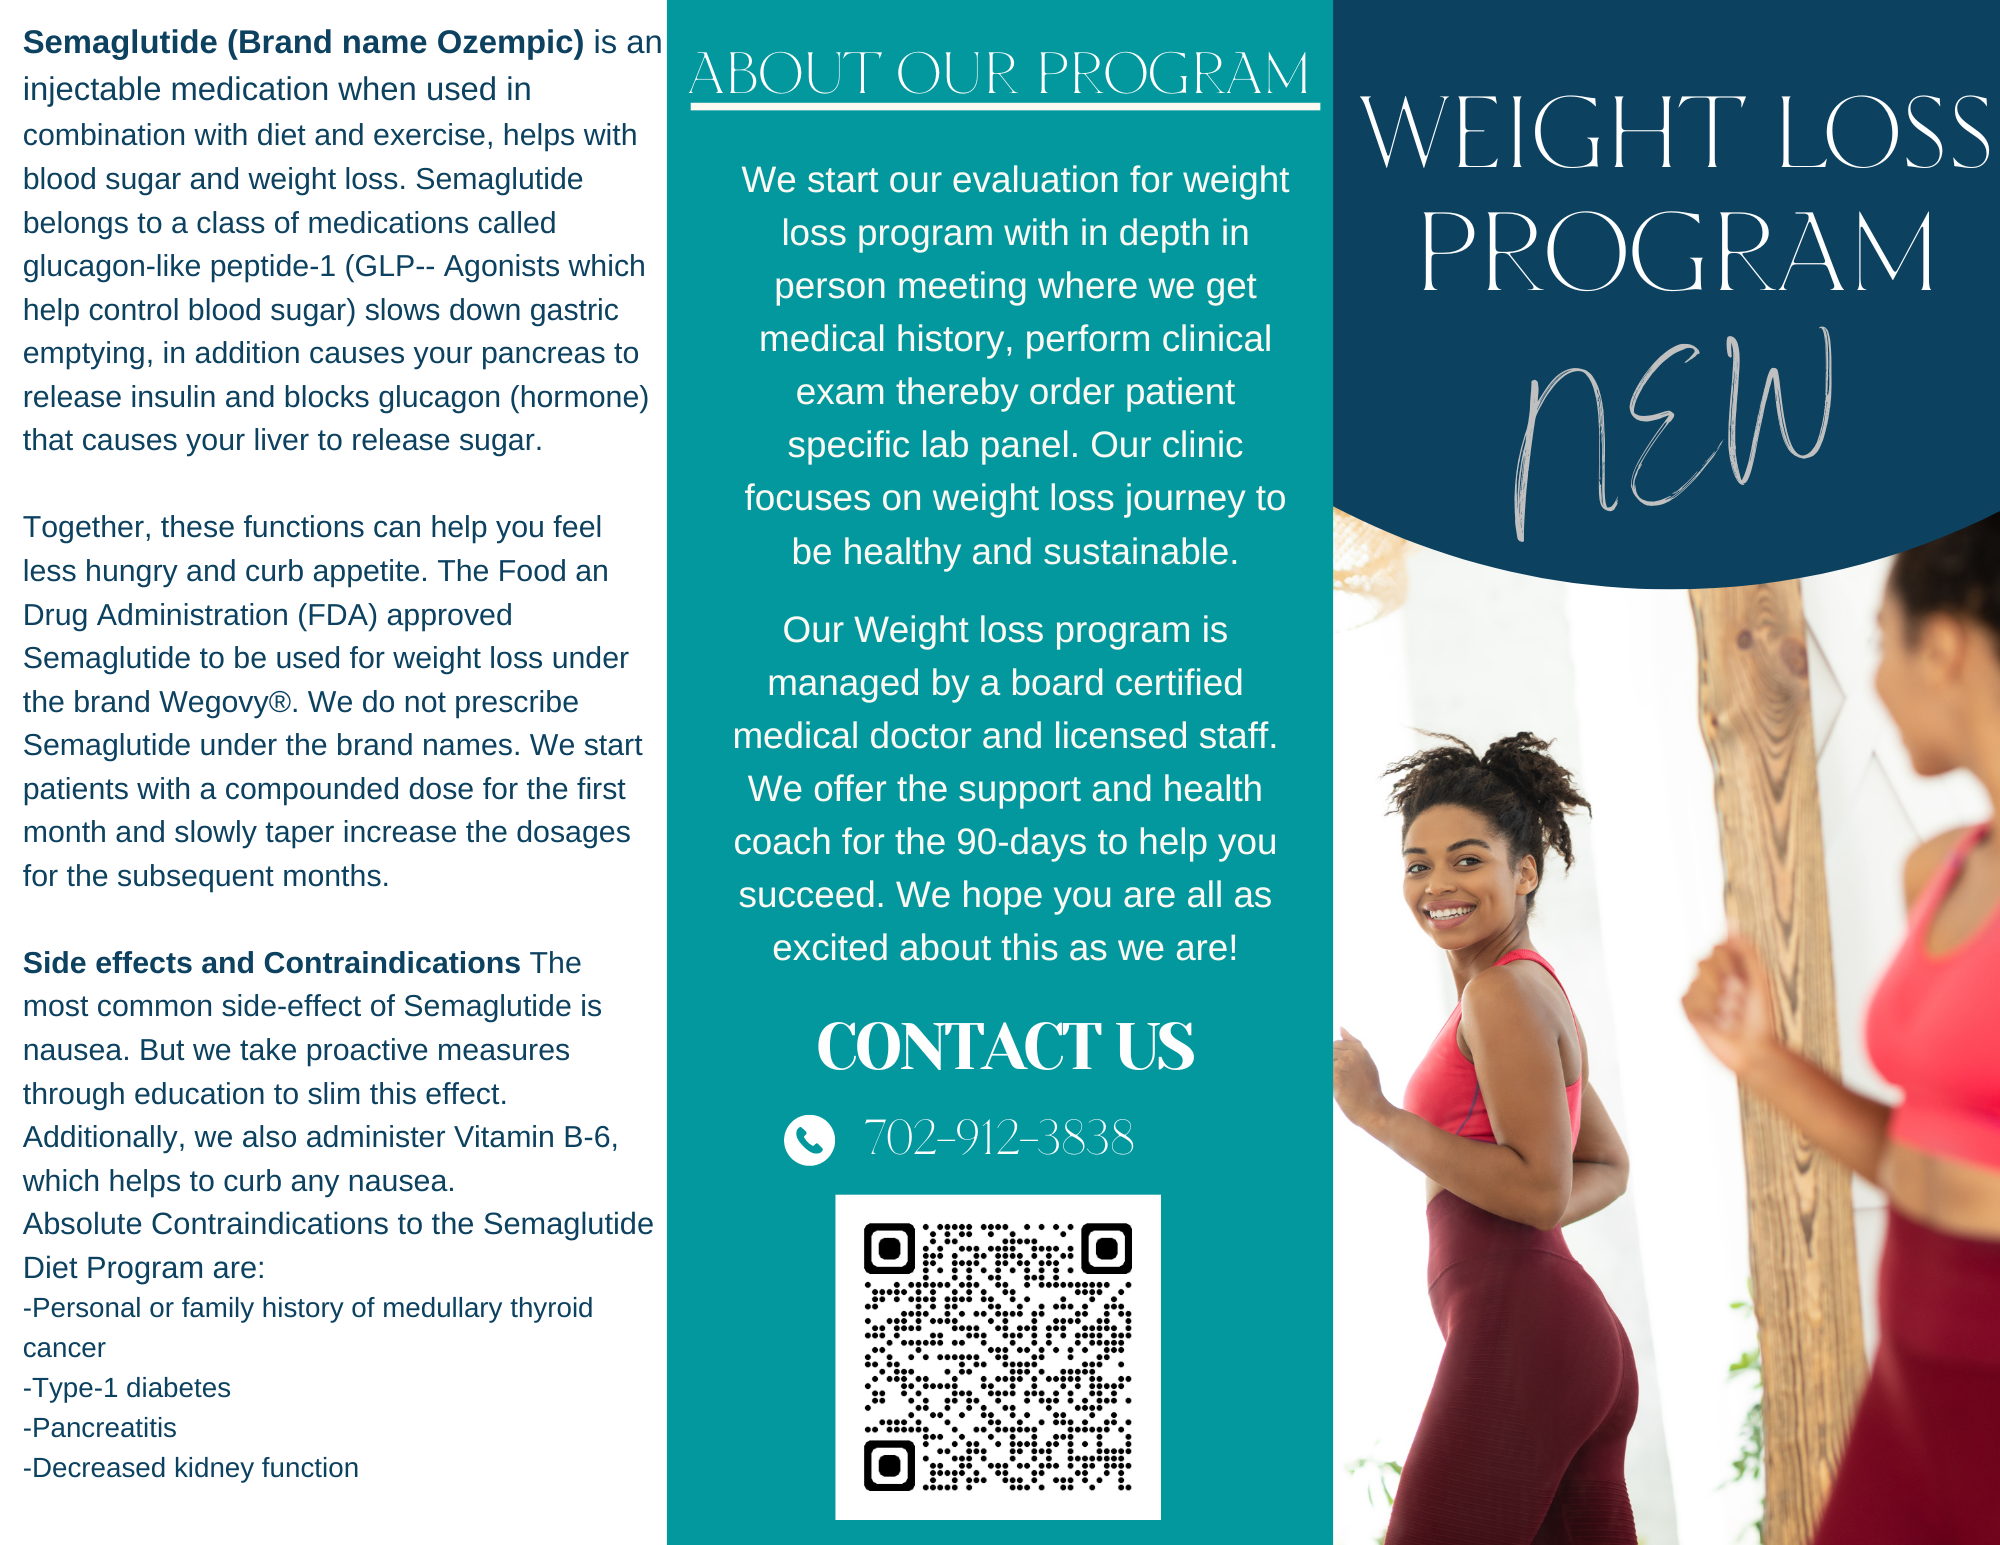 Semaglutide (Brand name Ozempic) is an
injectable medication when used in
combination with diet and exercise, helps with
blood sugar and weight loss. Semaglutide
belongs to a class of medications called
glucagon-like peptide-1 (GLP-- Agonists which
help control blood sugar) slows down gastric
emptying, in addition causes your pancreas to
release insulin and blocks glucagon (hormone)
that causes your liver to release sugar.
Together, these functions can help you feel
less hungry and curb appetite. The Food an
Drug Administration (FDA) approved
Semaglutide to be used for weight loss under
the brand Wegovy®. We do not prescribe
Semaglutide under the brand names. We start
patients with a compounded dose for the first
month and slowly taper increase the dosages
for the subsequent months.
Side effects and Contraindications The
most common side-effect of Semaglutide is
nausea. But we take proactive measures
through education to slim this effect.
Additionally, we also administer Vitamin B-6,
which helps to curb any nausea.
Absolute Contraindications to the Semaglutide
Diet Program are:
-Personal or family history of medullary thyroid
cancer
-Type-1 diabetes
-Pancreatitis
-Decreased kidney function
ABOUT OUR PROGRAM
We start our evaluation for weight
loss program with in depth in
person meeting where we get
medical history, perform clinical
exam thereby order patient
specific lab panel. Our clinic
focuses on weight loss journey to
be healthy and sustainable.
Our Weight loss program is
managed by a board certified
medical doctor and licensed staff.
We offer the support and health
coach for the 90-days to help you
succeed. We hope you are all as
excited about this as we are!
CONTACT US
702-912-3838
WEIGHT LOSS
PROGRAM
NEW